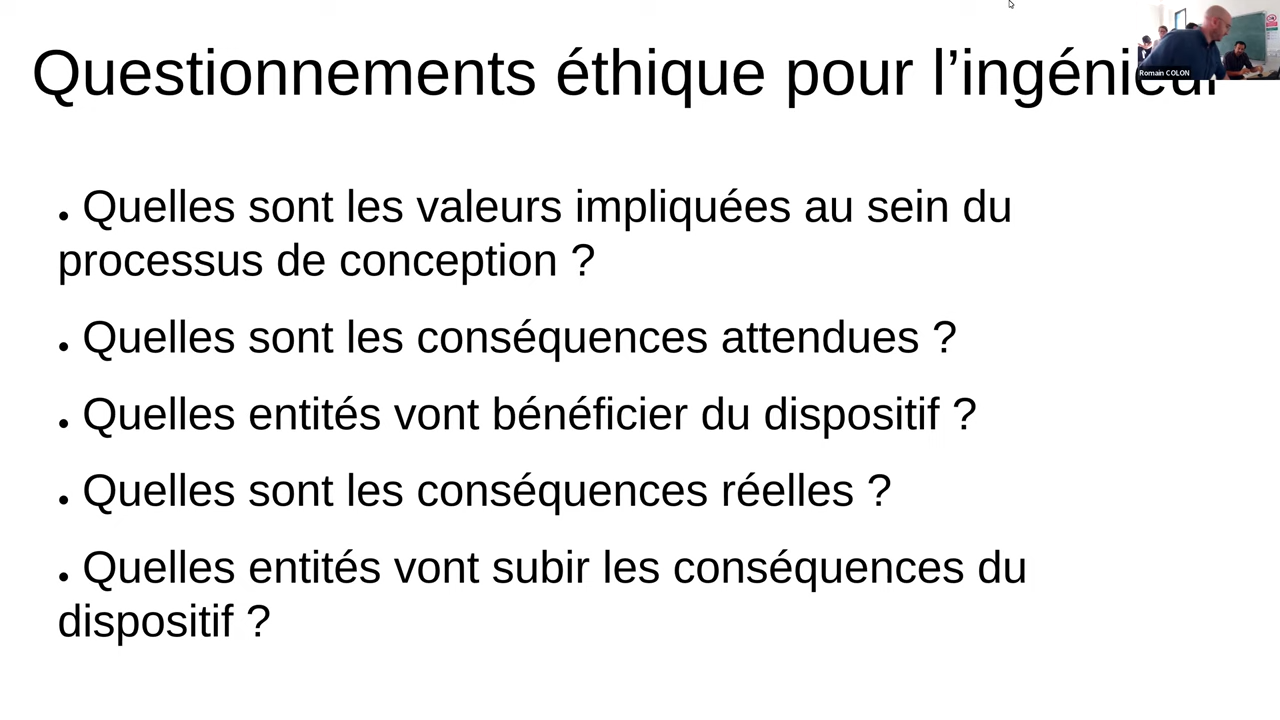 Questionnements éthique pour l’ingénieur
Romain COLON
• Quelles sont les valeurs impliquées au sein du
processus de conception ?
• Quelles sont les conséquences attendues ?
• Quelles entités vont bénéficier du dispositif ?
• Quelles sont les conséquences réelles ?
• Quelles entités vont subir les conséquences du
dispositif ?